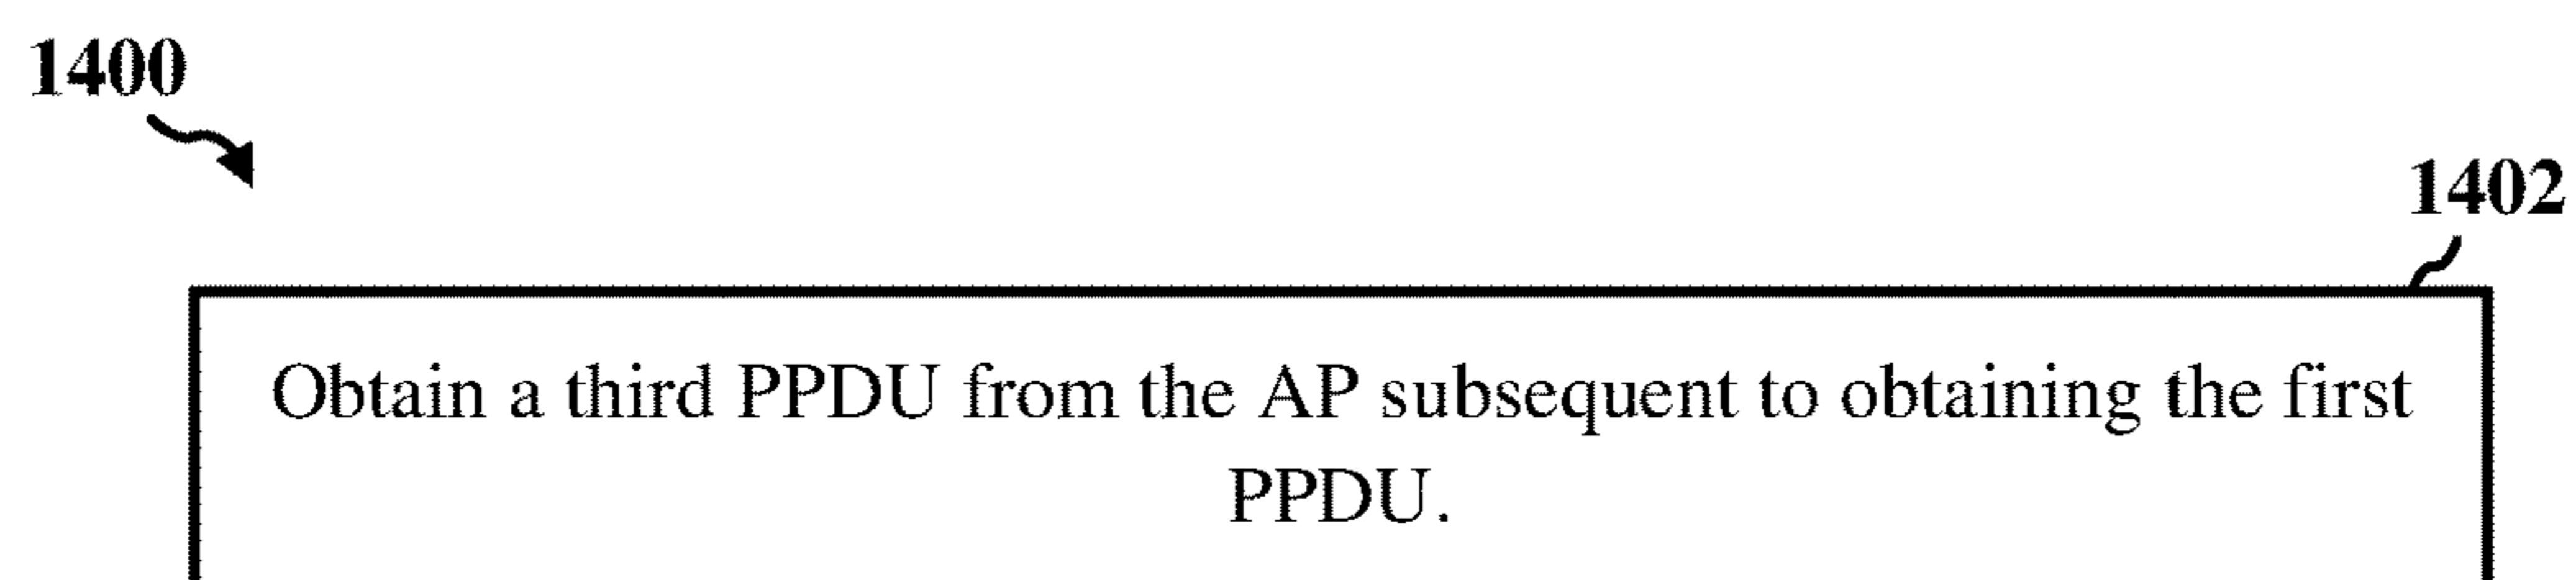 1400
1402
Obtain a third PPDU from the AP subsequent to obtaining the first
PPDU.